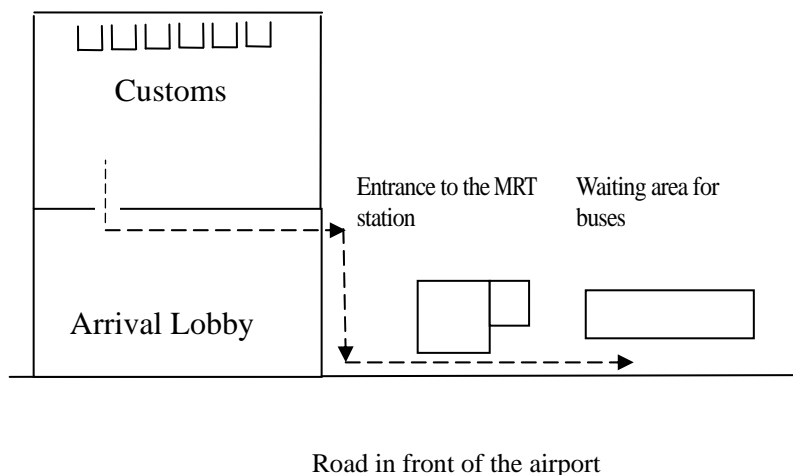 Customs
Entrance to the MRT
station
Waiting area for
buses
Arrival Lobby
Road in front of the airport